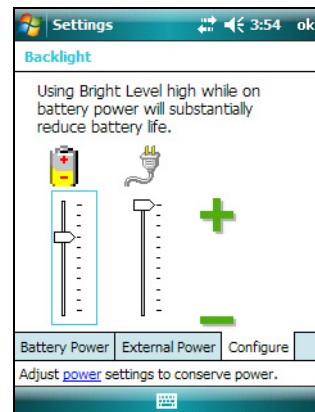 Settings 3:54 ok
Backlight
Using Bright Level high while on
battery power will substantially
reduce battery life.
Battery Power External Power Configure
Adjust power settings to conserve power.